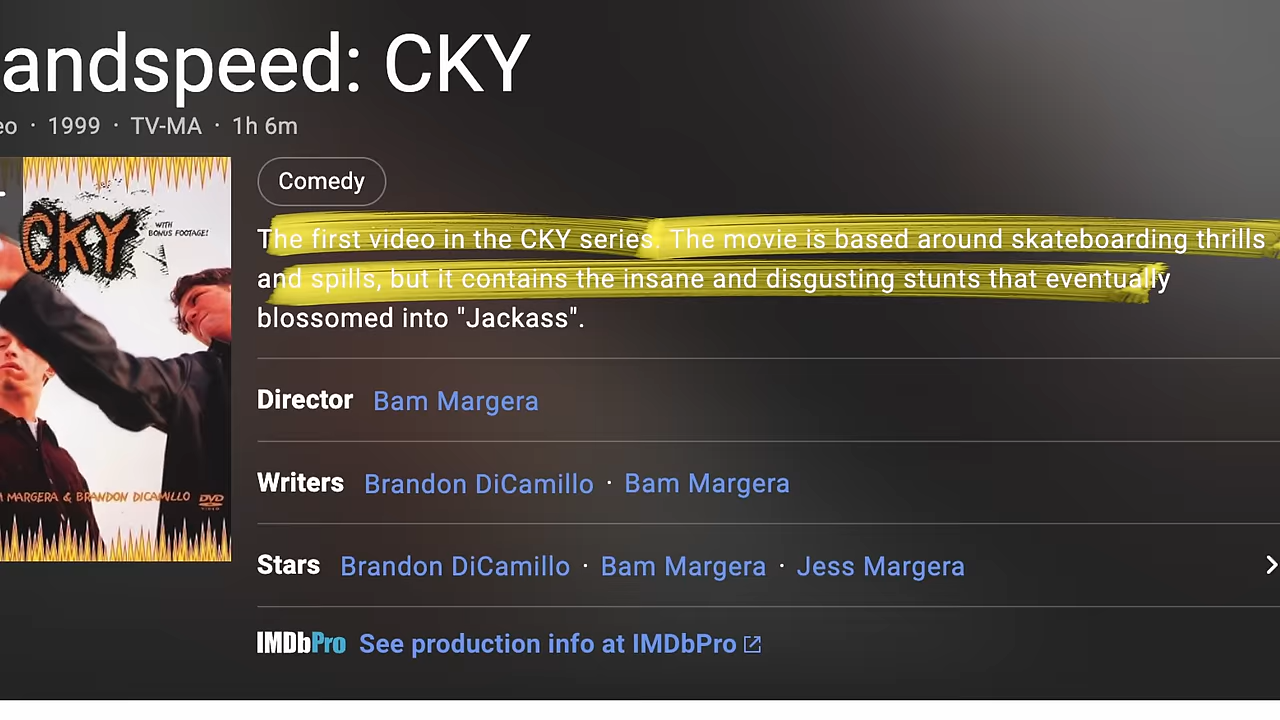 andspeed: CKY
eo · 1999 · TV-MA · 1h 6m
CKY
WITH
BONUS FOOTAGE!
MARGERA & BRANDON DICAMILLO
DVD
VIDEO
Comedy
The first video in the CKY series. The movie is based around skateboarding thrills
and spills, but it contains the insane and disgusting stunts that eventually
blossomed into "Jackass".
Director Bam Margera
Writers Brandon DiCamillo · Bam Margera
Stars Brandon DiCamillo · Bam Margera · Jess Margera
IMDbPro See production info at IMDbPro